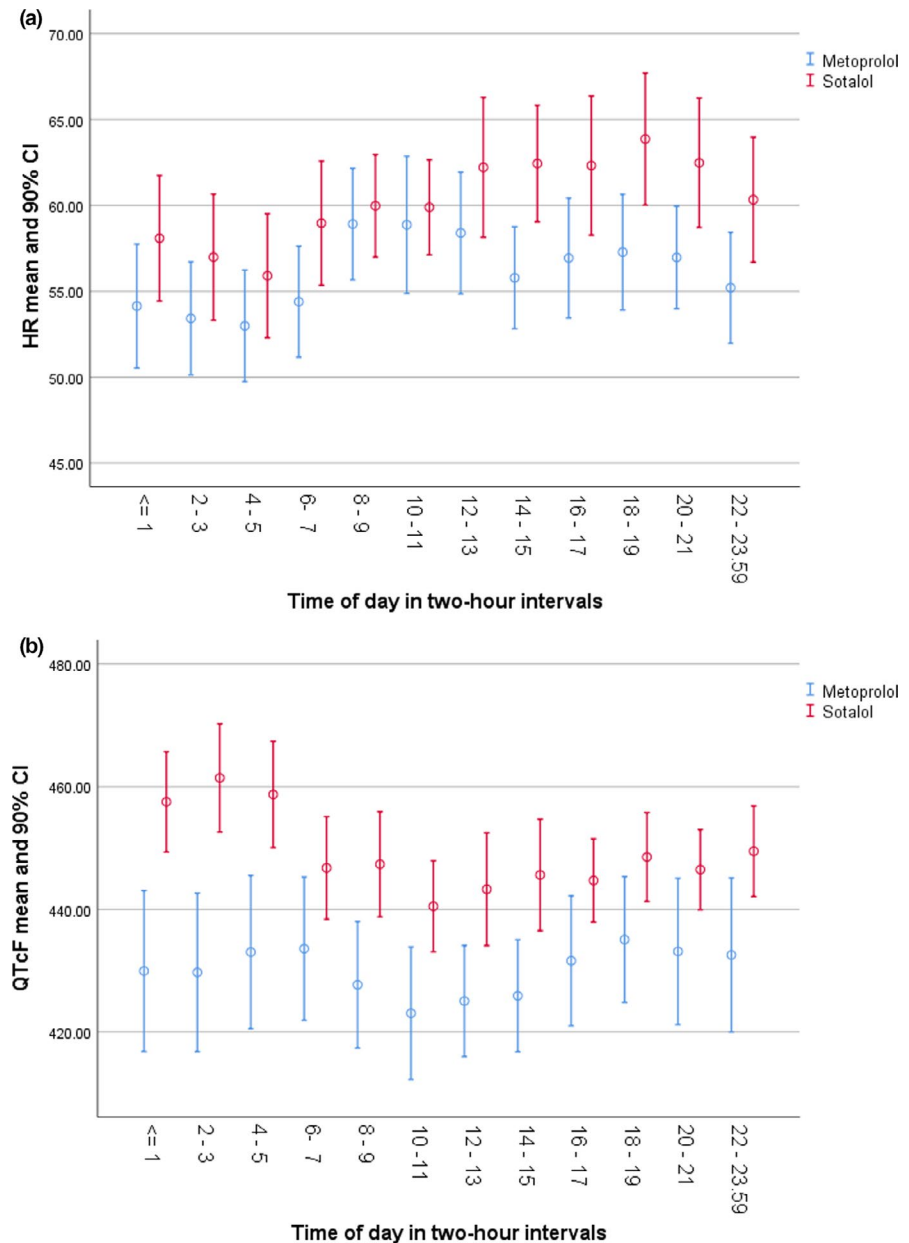 (a)
70.00
65.00
60.00
55.00
50.00
45.00
HR mean and 90% CI
Metoprolol
Sotalol
<= 1
2 - 3
4 - 5
6- 7
8 - 9
10 -11
12 - 13
14 - 15
16 - 17
18 - 19
20 - 21
22 - 23.59
Time of day in two-hour intervals
(b)
480.00
460.00
440.00
420.00
QTcF mean and 90% CI
Metoprolol
Sotalol
<= 1
2 - 3
4 - 5
6- 7
8 - 9
10 -11
12 - 13
14 - 15
16 - 17
18 - 19
20 - 21
22 - 23.59
Time of day in two-hour intervals